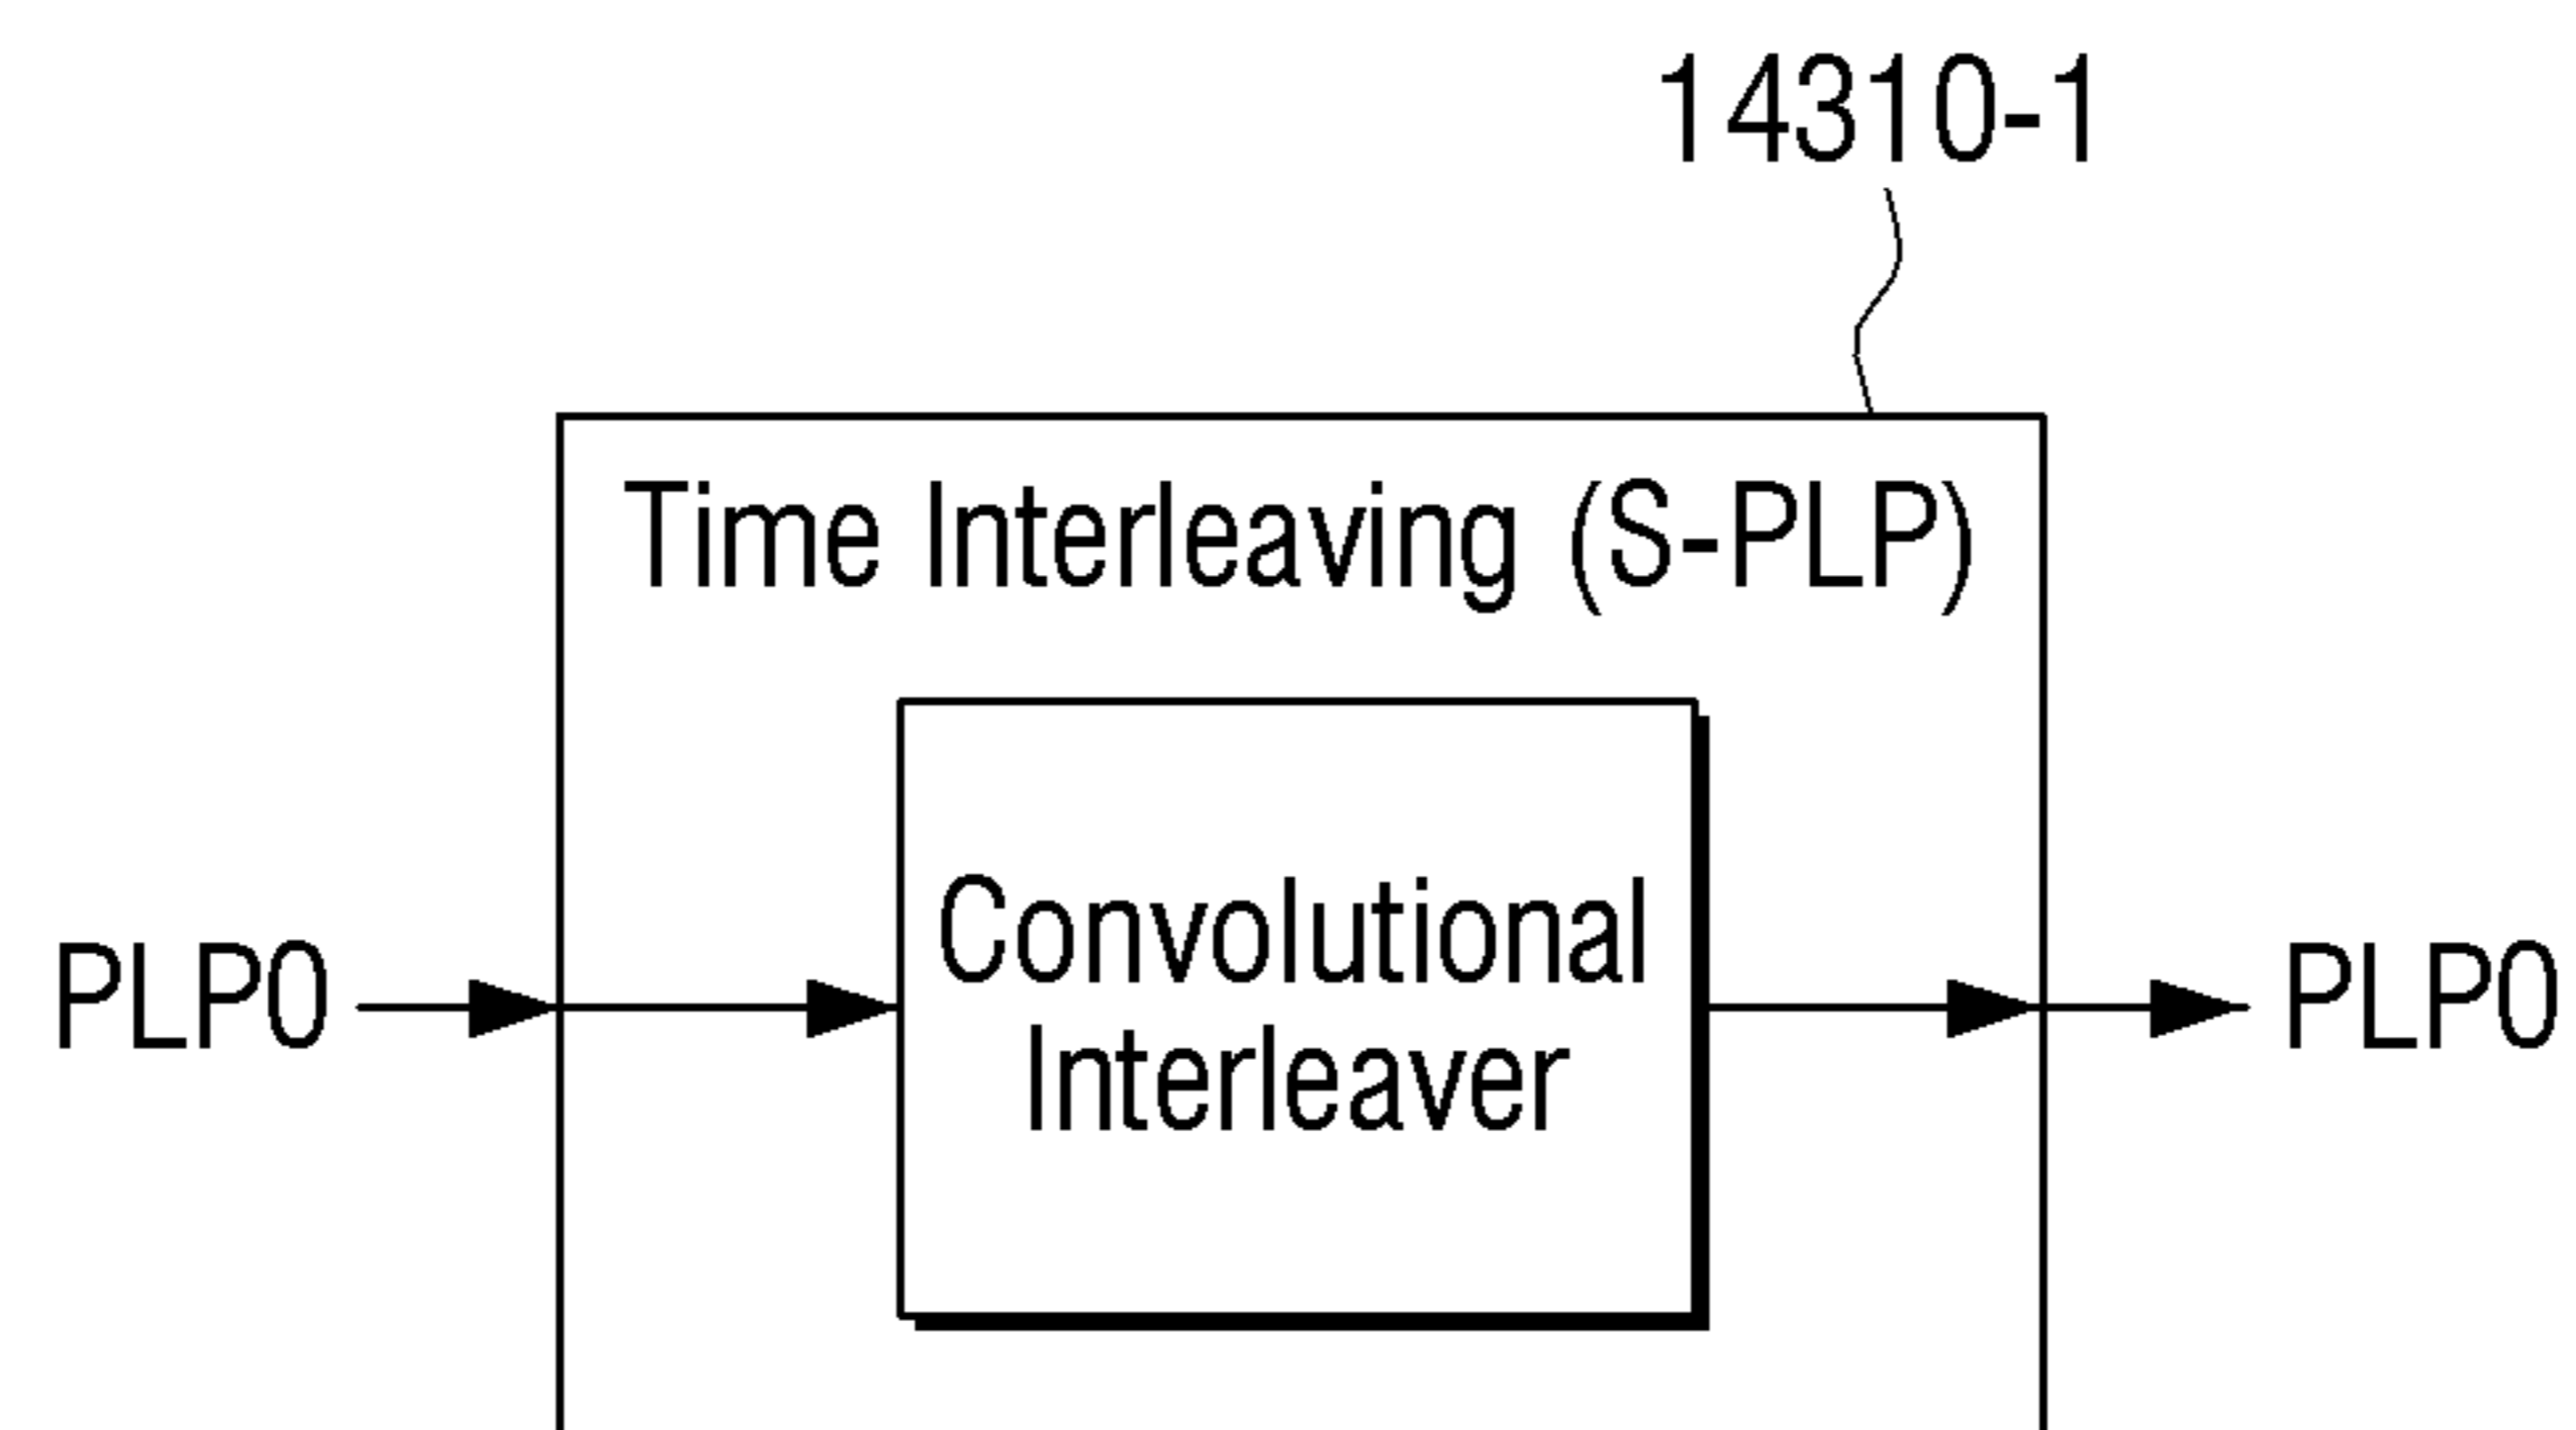 14310-1
Time Interleaving (S-PLP)
Convolutional
Interleaver
PLP0
PLP0